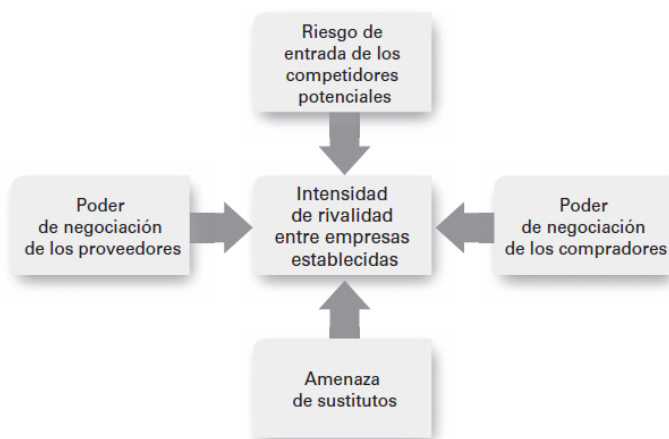 Riesgo de
entrada de los
competidores
potenciales
Poder
de negociación
de los proveedores
Intensidad
de rivalidad
entre empresas
establecidas
Poder
de negociación
de los compradores
Amenaza
de sustitutos